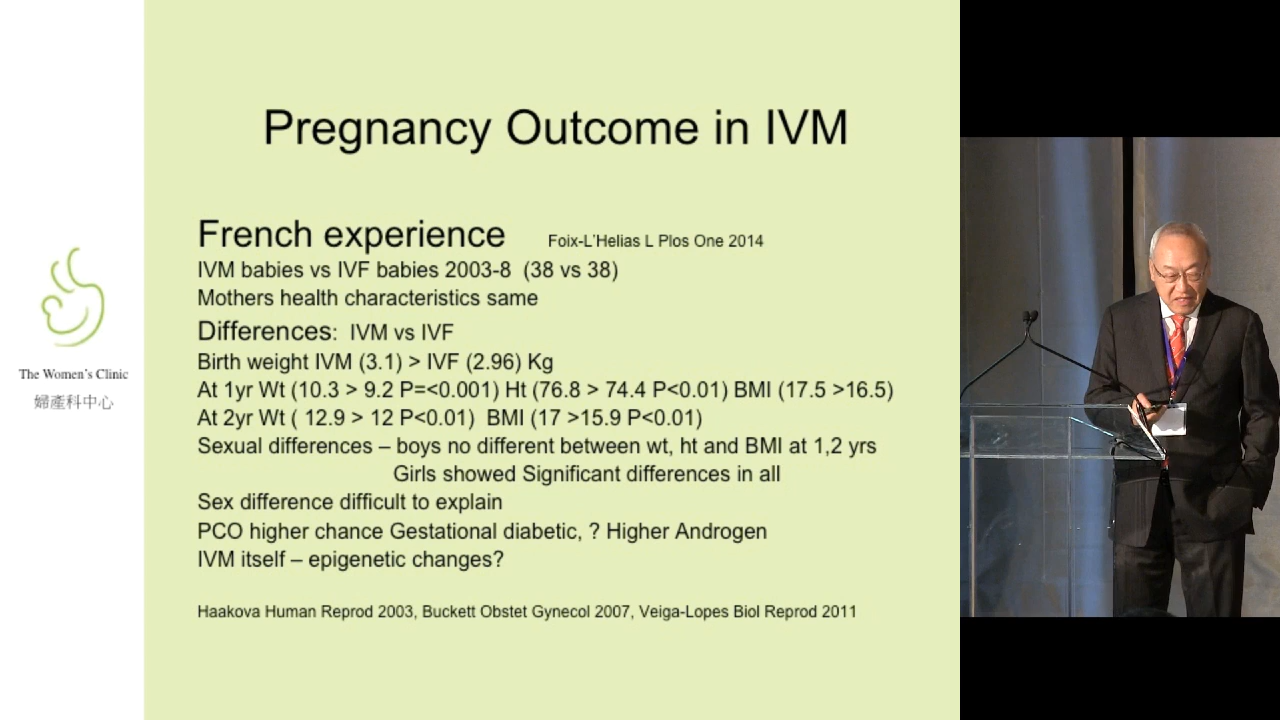 Pregnancy Outcome in IVM
French experience Foix-L'Helias L Plos One 2014
IVM babies vs IVF babies 2003-8 (38 vs 38)
Mothers health characteristics same
Differences: IVM vs IVF
Birth weight IVM (3.1) > IVF (2.96) Kg
At 1yr Wt (10.3 > 9.2 P=<0.001) Ht (76.8 > 74.4 P<0.01) BMI (17.5 >16.5)
At 2yr Wt ( 12.9 > 12 P<0.01) BMI (17 >15.9 P<0.01)
Sexual differences – boys no different between wt, ht and BMI at 1,2 yrs
Girls showed Significant differences in all
Sex difference difficult to explain
PCO higher chance Gestational diabetic, ? Higher Androgen
IVM itself – epigenetic changes?
Haakova Human Reprod 2003, Buckett Obstet Gynecol 2007, Veiga-Lopes Biol Reprod 2011
The Women's Clinic
婦產科中心